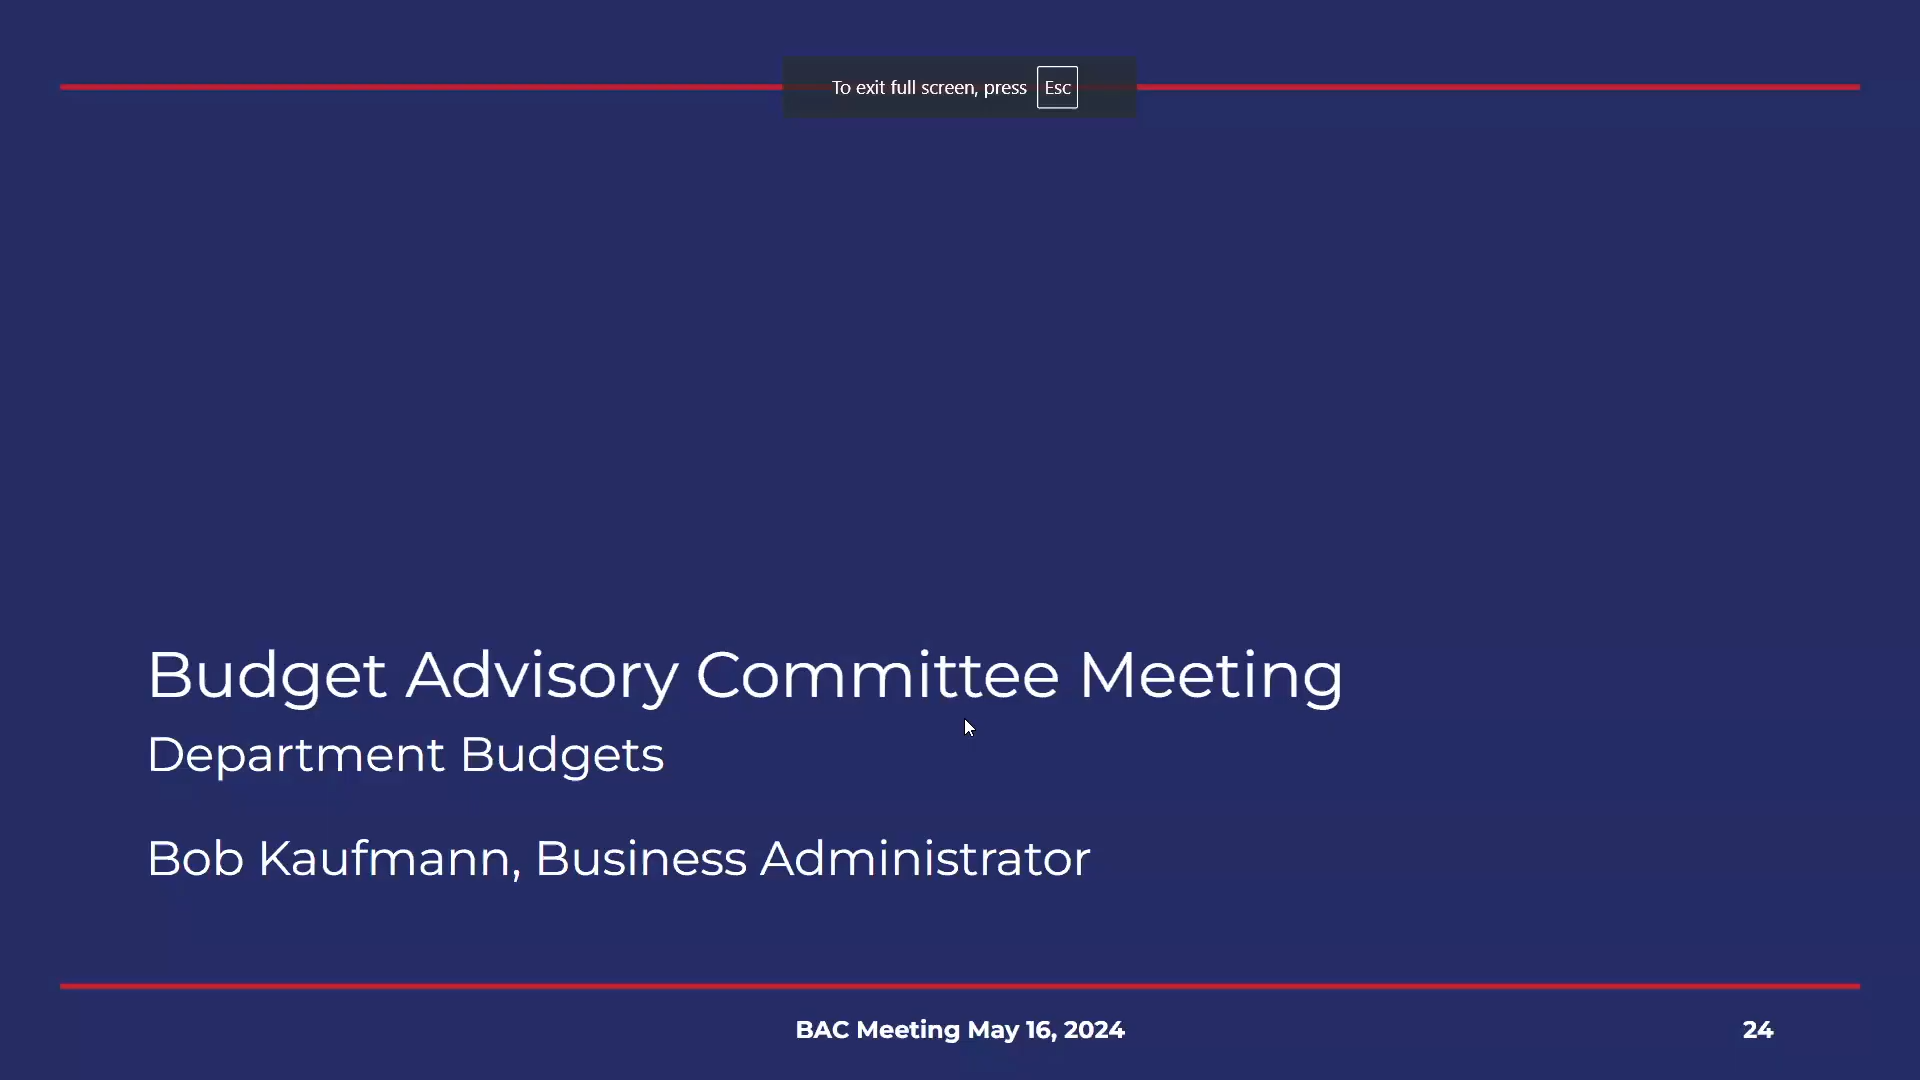 To exit full screen, press Esc
Budget Advisory Committee Meeting
Department Budgets
Bob Kaufmann, Business Administrator
BAC Meeting May 16, 2024
24